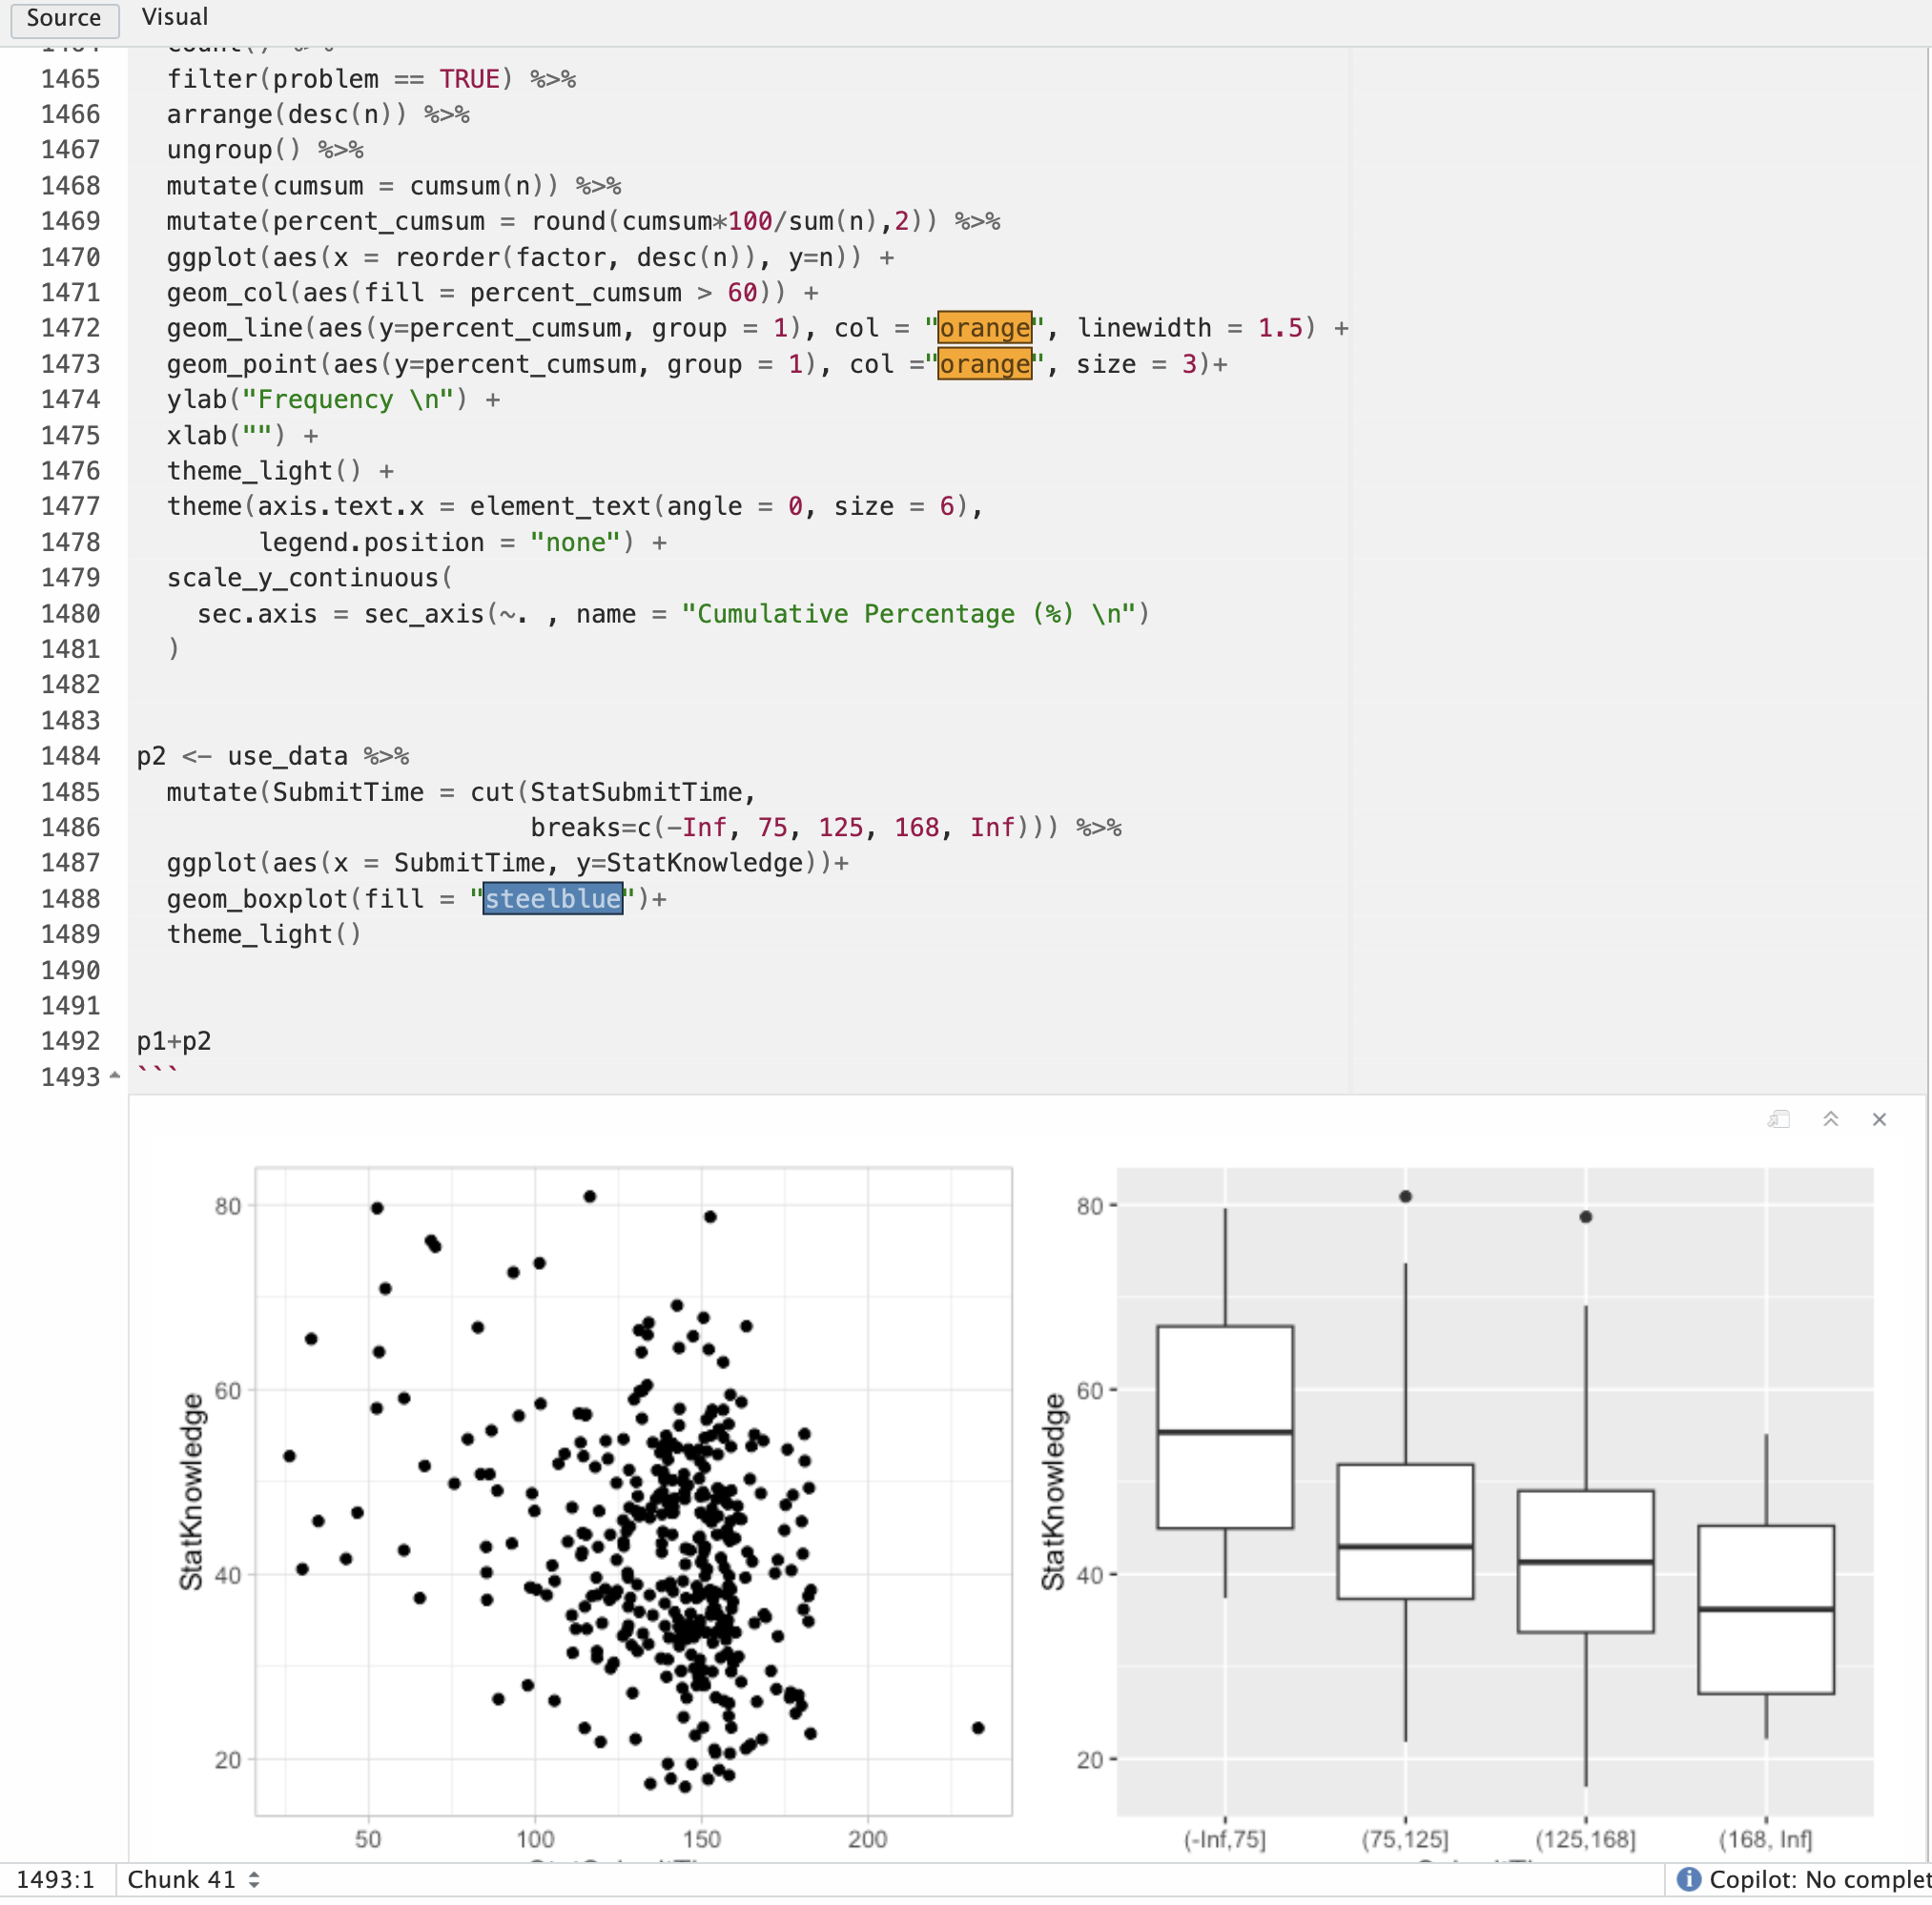 Source Visual
1465 filter(problem == TRUE) %>%
1466 arrange(desc(n)) %>%
1467 ungroup() %>%
1468 mutate(cumsum = cumsum(n)) %>%
1469 mutate(percent_cumsum = round(cumsum*100/sum(n),2)) %>%
1470 ggplot(aes(x = reorder(factor, desc(n)), y=n)) +
1471 geom_col(aes(fill = percent_cumsum > 60)) +
1472 geom_line(aes(y=percent_cumsum, group = 1), col = "orange", linewidth = 1.5) +
1473 geom_point(aes(y=percent_cumsum, group = 1), col ="orange", size = 3)+
1474 ylab("Frequency \n") +
1475 xlab("") +
1476 theme_light() +
1477 theme(axis.text.x = element_text(angle = 0, size = 6),
1478 legend.position = "none") +
1479 scale_y_continuous(
1480 sec.axis = sec_axis(~. , name = "Cumulative Percentage (%) \n")
1481 )
1482
1483
1484 p2 <- use_data %>%
1485 mutate(SubmitTime = cut(StatSubmitTime,
1486 breaks=c(-Inf, 75, 125, 168, Inf))) %>%
1487 ggplot(aes(x = SubmitTime, y=StatKnowledge))+
1488 geom_boxplot(fill = "steelblue")+
1489 theme_light()
1490
1491
1492 p1+p2
1493 ```
StatKnowledge
80
60
40
20
50 100 150 200
StatKnowledge
80
60
40
20
(-Inf,75] (75,125] (125,168] (168, Inf]
1493:1 Chunk 41 Copilot: No complet